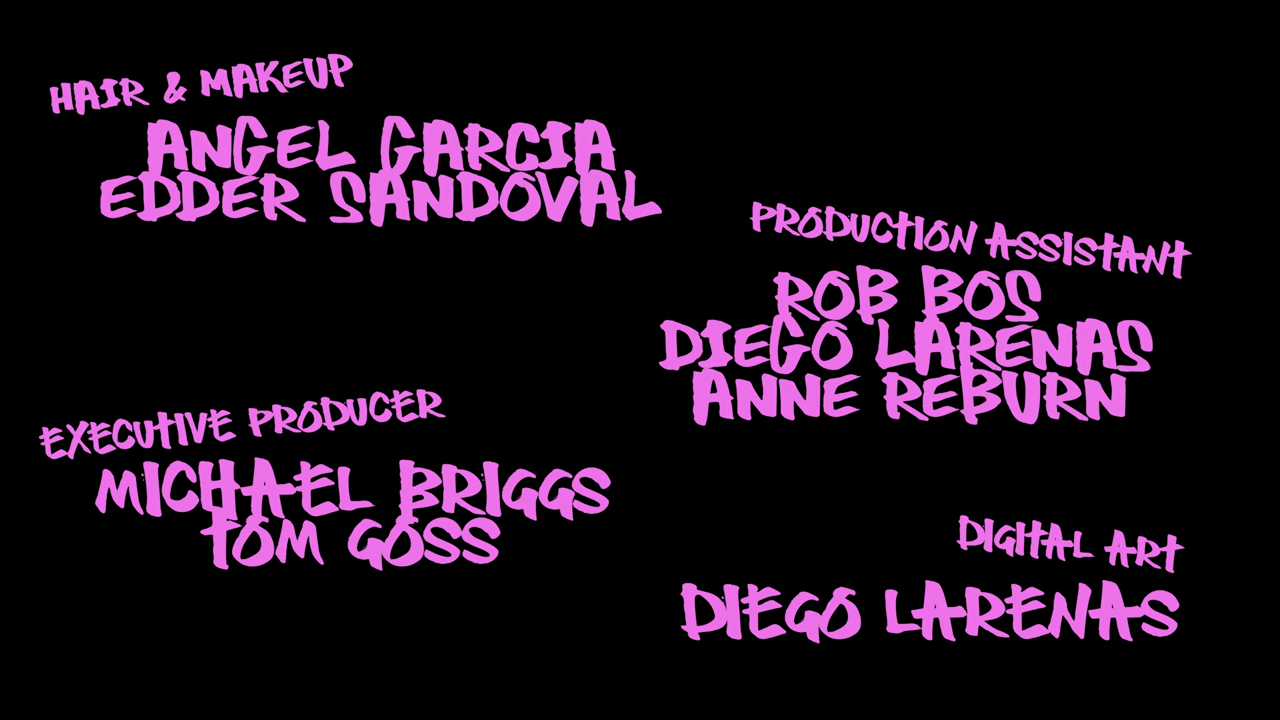 HAIR & MAKEUP
ANGEL GARCIA
EDDER SANDOVAL
PRODUCTION ASSISTANT
ROB BOS
DIEGO LARENAS
ANNE REBURN
EXECUTIVE PRODUCER
MICHAEL BRIGGS
TOM GOSS
DIGITAL ART
DIEGO LARENAS